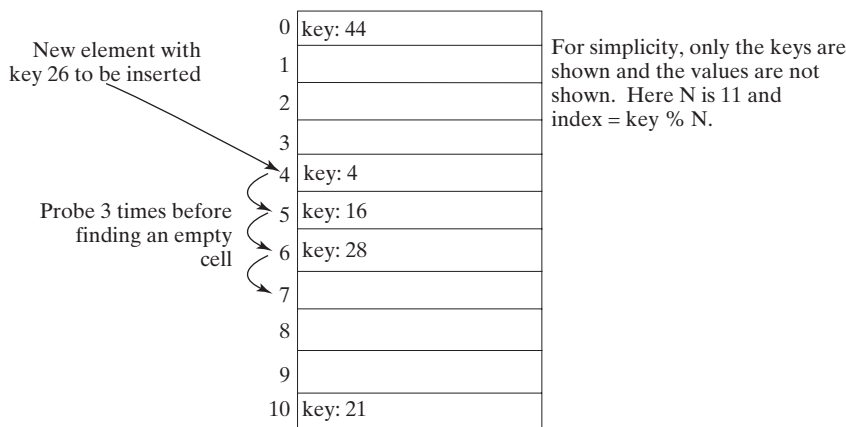 New element with
key 26 to be inserted
0 key: 44
1
2
3
4 key: 4
5 key: 16
6 key: 28
7
8
9
10 key: 21
Probe 3 times before
finding an empty
cell
For simplicity, only the keys are
shown and the values are not
shown. Here N is 11 and
index = key % N.